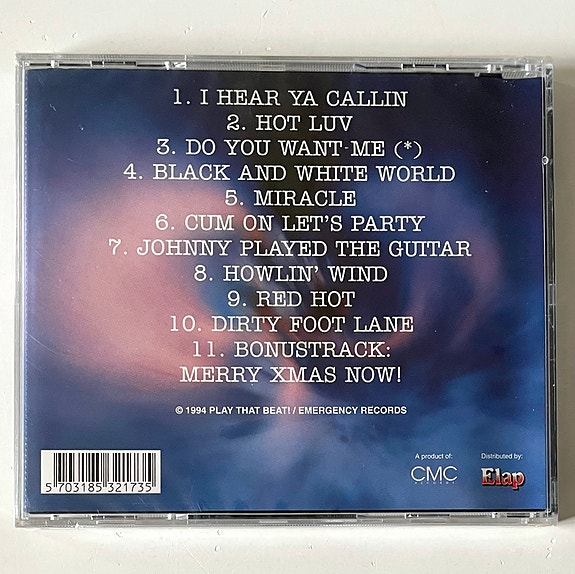 1. I HEAR YA CALLIN
2. HOT LUV
3. DO YOU WANT ME (*)
4. BLACK AND WHITE WORLD
5. MIRACLE
6. CUM ON LET'S PARTY
7. JOHNNY PLAYED THE GUITAR
8. HOWLIN' WIND
9. RED HOT
10. DIRTY FOOT LANE
11. BONUSTRACK:
MERRY XMAS NOW!
© 1994 PLAY THAT BEAT! / EMERGENCY RECORDS
A product of: Distributed by:
CMC Elap
RECORDS
5 703185 321735